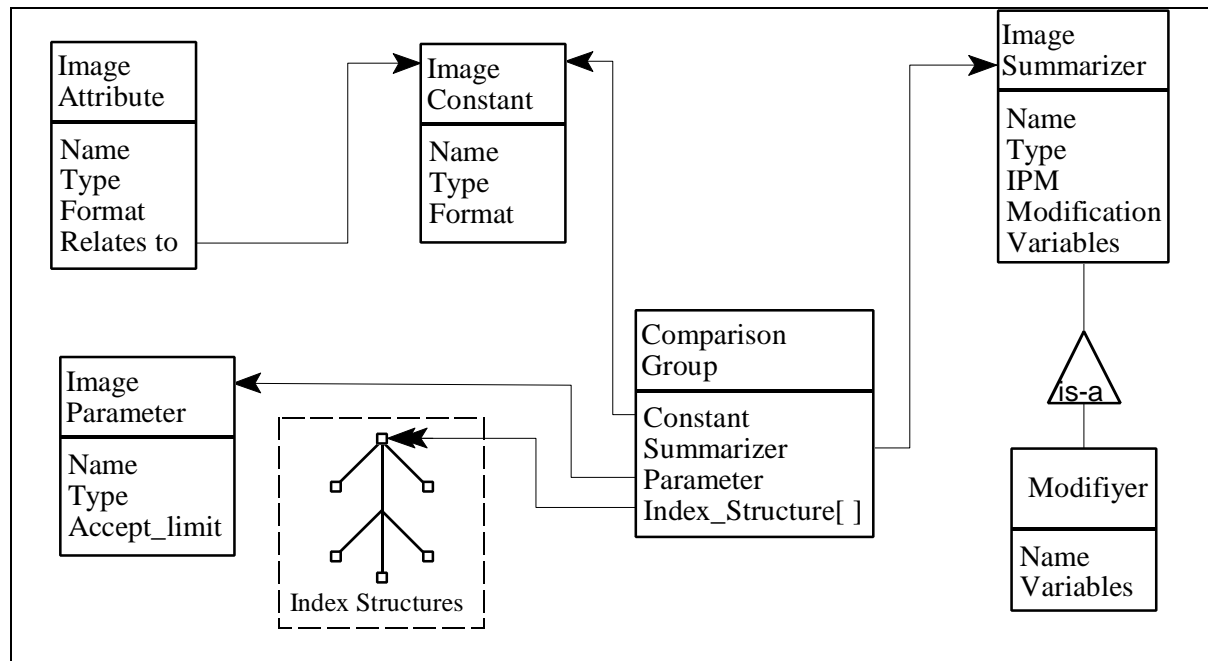 Image
Attribute
Name
Type
Format
Relates to
Image
Constant
Name
Type
Format
Image
Summarizer
Name
Type
IPM
Modification
Variables
Image
Parameter
Name
Type
Accept_limit
Index Structures
Comparison
Group
Constant
Summarizer
Parameter
Index_Structure[ ]
is-a
Modifiyer
Name
Variables